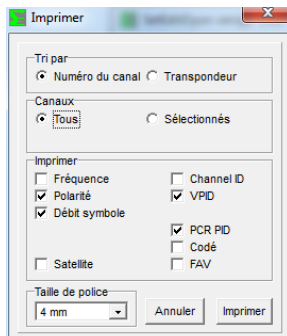 Imprimer
Tri par
Numéro du canal Transpondeur
Canaux
Tous Sélectionnés
Imprimer
Fréquence Channel ID
Polarité VPID
Débit symbole
PCR PID
Codé
Satellite FAV
Taille de police
4 mm Annuler Imprimer